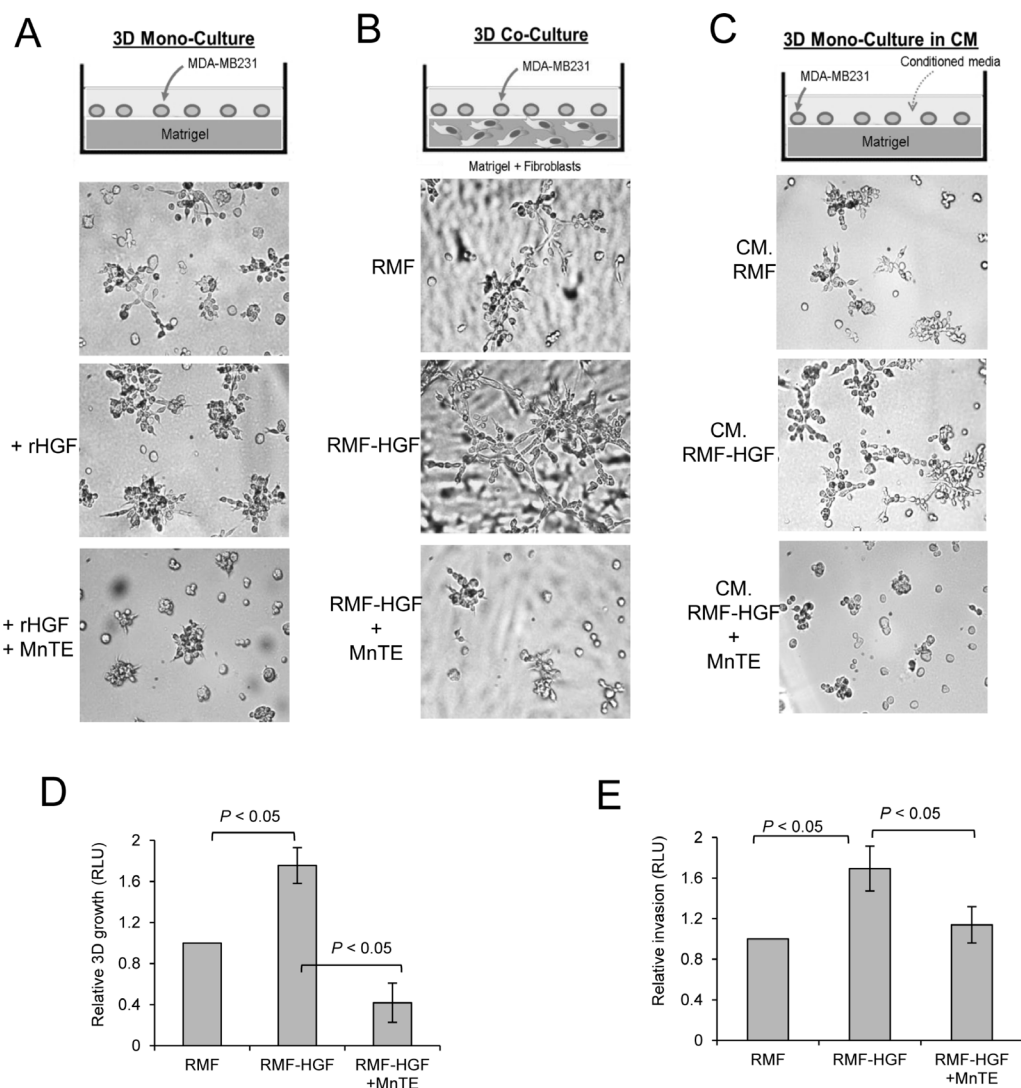 A
3D Mono-Culture
MDA-MB231
Matrigel
+ rHGF
+ rHGF
+ MnTE
B
3D Co-Culture
MDA-MB231
Matrigel + Fibroblasts
RMF
RMF-HGF
RMF-HGF
+
MnTE
C
3D Mono-Culture in CM
Conditioned media
MDA-MB231
Matrigel
CM.
RMF
CM.
RMF-HGF
CM.
RMF-HGF
+
MnTE
D
Relative 3D growth (RLU)
2
1.6
1.2
0.8
0.4
0
P < 0.05
P < 0.05
RMF
RMF-HGF
RMF-HGF
+MnTE
E
Relative invasion (RLU)
2
1.6
1.2
0.8
0.4
0
P < 0.05
P < 0.05
RMF
RMF-HGF
RMF-HGF
+MnTE